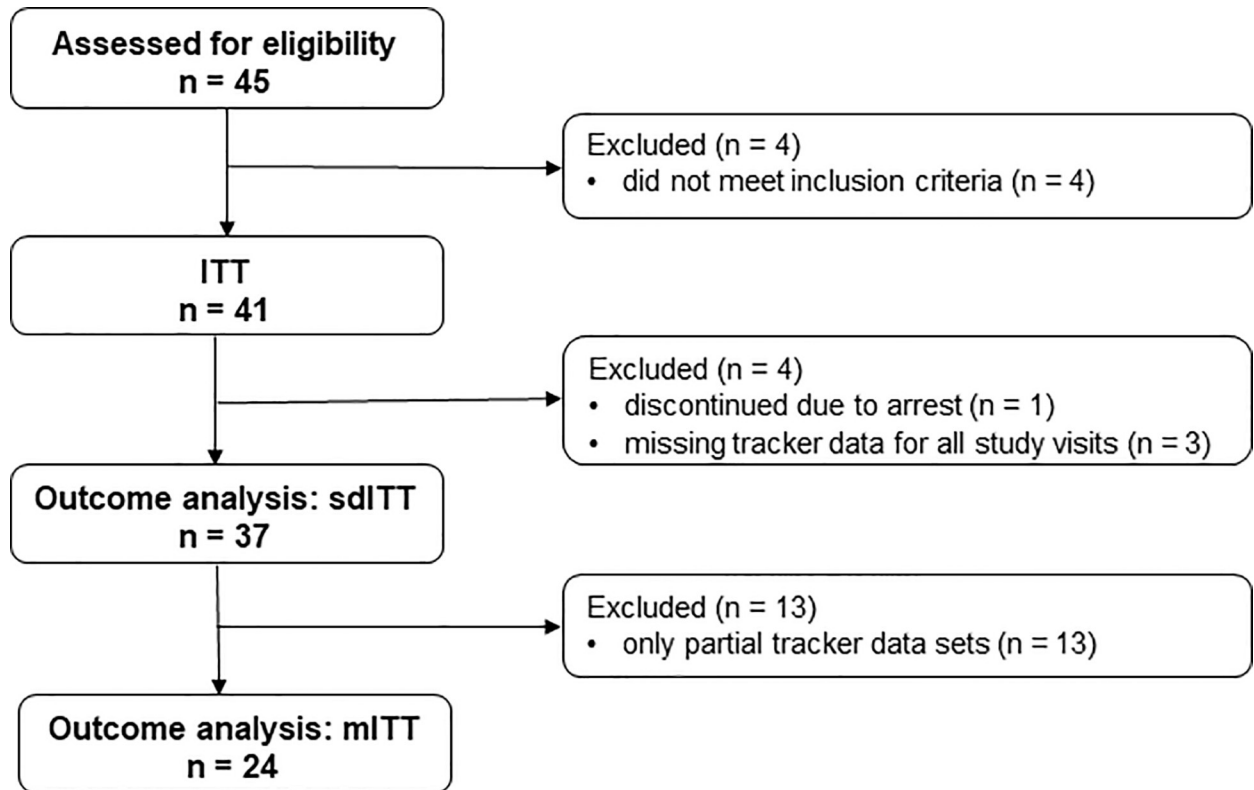 Assessed for eligibility
n = 45
Excluded (n = 4)
• did not meet inclusion criteria (n = 4)
ITT
n = 41
Excluded (n = 4)
• discontinued due to arrest (n = 1)
• missing tracker data for all study visits (n = 3)
Outcome analysis: sdITT
n = 37
Excluded (n = 13)
• only partial tracker data sets (n = 13)
Outcome analysis: mITT
n = 24